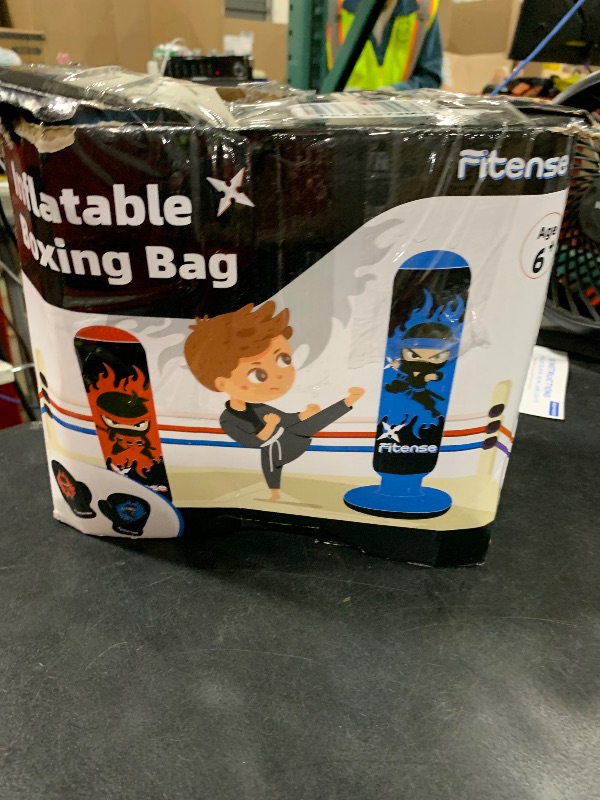 Fitense
Inflatable
Boxing Bag
Age
6+
Fitense